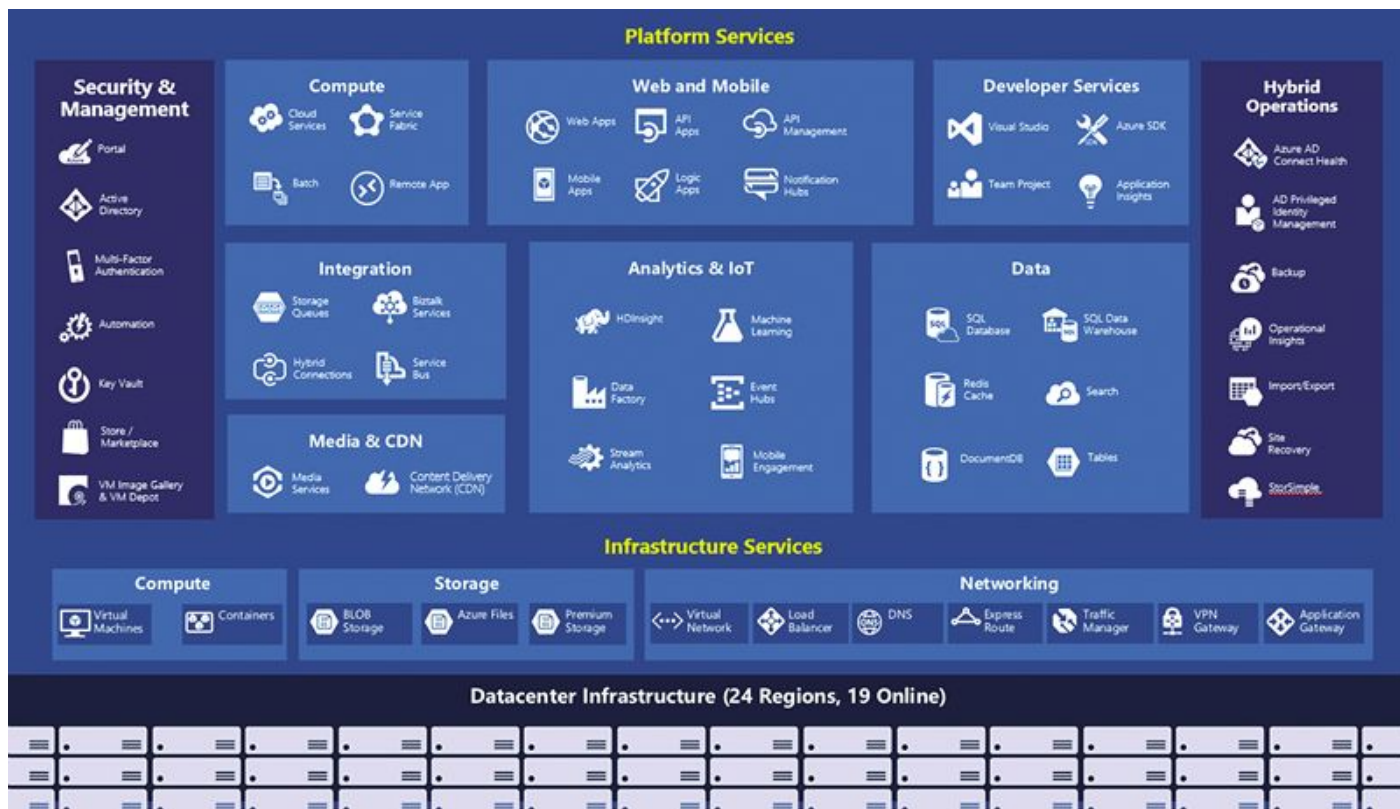 Platform Services
Security &
Management
Portal
Active
Directory
Multi-Factor
Authentication
Automation
Key Vault
Store /
Marketplace
VM Image Gallery
& VM Depot
Compute
Cloud
Services
Service
Fabric
Batch
Remote App
Web and Mobile
Web Apps
API
Apps
API
Management
Mobile
Apps
Logic
Apps
Notification
Hubs
Developer Services
Visual Studio
Azure SDK
Team Project
Application
Insights
Hybrid
Operations
Azure AD
Connect Health
AD Privileged
Identity
Management
Backup
Operational
Insights
Import/Export
Site
Recovery
StorSimple
Integration
Storage
Queues
Biztalk
Services
Hybrid
Connections
Service
Bus
Analytics & IoT
HDInsight
Machine
Learning
Data
Factory
Event
Hubs
Stream
Analytics
Mobile
Engagement
Data
SQL
SQL
Database
SQL
SQL Data
Warehouse
Redis
Cache
Search
DocumentDB
Tables
Media & CDN
Media
Services
Content Delivery
Network (CDN)
Infrastructure Services
Compute
Virtual
Machines
Containers
Storage
BLOB
Storage
Azure Files
Premium
Storage
Networking
Virtual
Network
Load
Balancer
DNS
DNS
Express
Route
Traffic
Manager
VPN
Gateway
Application
Gateway
Datacenter Infrastructure (24 Regions, 19 Online)